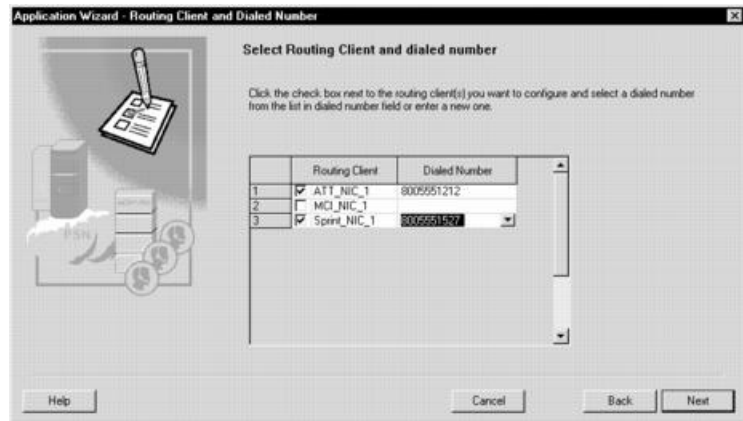 Application Wizard - Routing Client and Dialed Number
Select Routing Client and dialed number
Click the check box next to the routing client(s) you want to configure and select a dialed number
from the list in dialed number field or enter a new one.
Routing Client Dialed Number
1 ATT_NIC_1 8005551212
2 MCI_NIC_1
3 Sprint_NIC_1 8005551527
PSN
Help Cancel Back Next